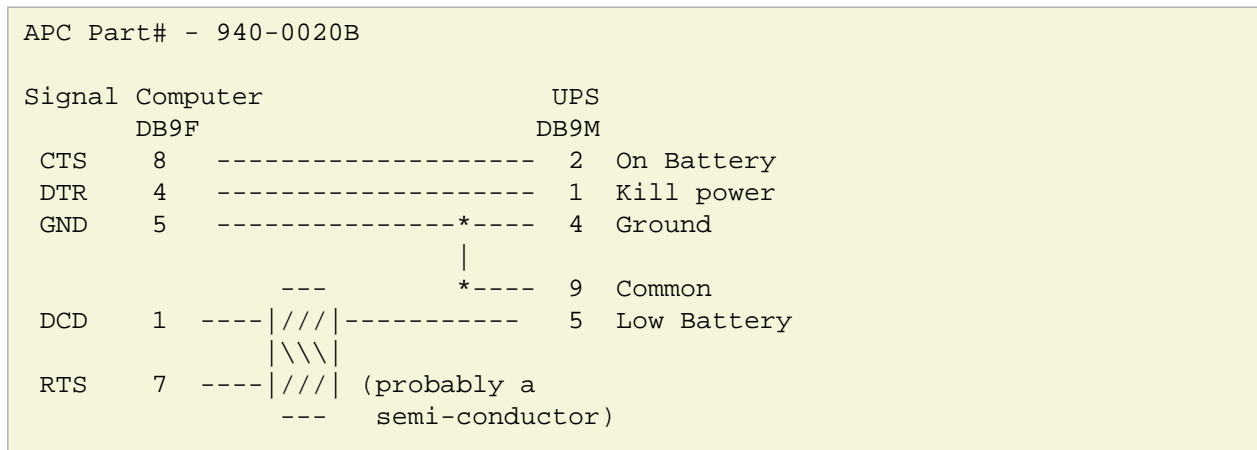 APC Part# - 940-0020B

Signal Computer                  UPS
       DB9F                     DB9M
 CTS    8   -------------------- 2  On Battery
 DTR    4   -------------------- 1  Kill power
 GND    5   ---------------*---- 4  Ground
                           |
                ---        *---- 9  Common
 DCD    1  ----|///|-----------  5  Low Battery
               |\\\|
 RTS    7  ----|///| (probably a
                ---   semi-conductor)